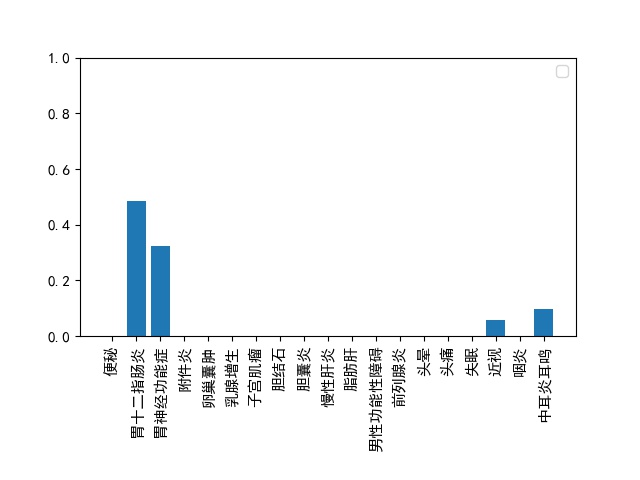 1.0
0.8
0.6
0.4
0.2
0.0
便秘
胃十二指肠炎
胃神经功能症
附件炎
卵巢囊肿
乳腺增生
子宫肌瘤
胆结石
胆囊炎
慢性肝炎
脂肪肝
男性功能性障碍
前列腺炎
头晕
头痛
失眠
近视
咽炎
中耳炎耳鸣